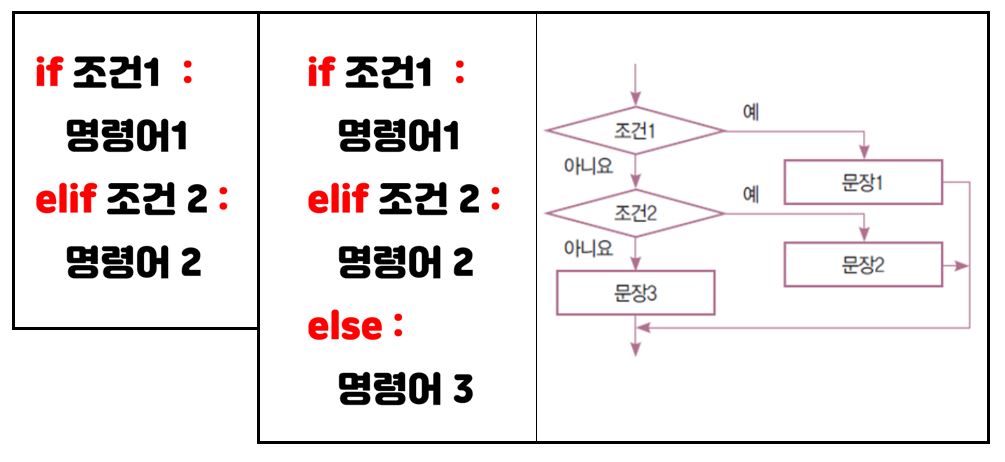 if 조건1 :
명령어1
elif 조건 2 :
명령어 2
if 조건1 :
명령어1
elif 조건 2 :
명령어 2
else :
명령어 3
조건1
예
아니요
문장1
조건2
예
아니요
문장2
문장3